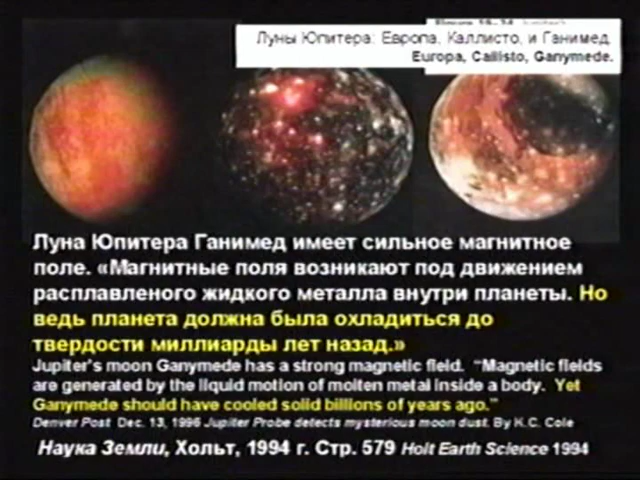 Луны Юпитера: Европа, Каллисто, и Ганимед.
Europa, Callisto, Ganymede.
Луна Юпитера Ганимед имеет сильное магнитное
поле. «Магнитные поля возникают под движением
расплавленого жидкого металла внутри планеты. Но
ведь планета должна была охладиться до
твердости миллиарды лет назад.»
Jupiter's moon Ganymede has a strong magnetic field. "Magnetic fields
are generated by the liquid motion of molten metal inside a body. Yet
Ganymede should have cooled solid billions of years ago."
Denver Post Dec. 13, 1996 Jupiter Probe detects mysterious moon dust. By K.C. Cole
Наука Земли, Хольт, 1994 г. Стр. 579 Holt Earth Science 1994